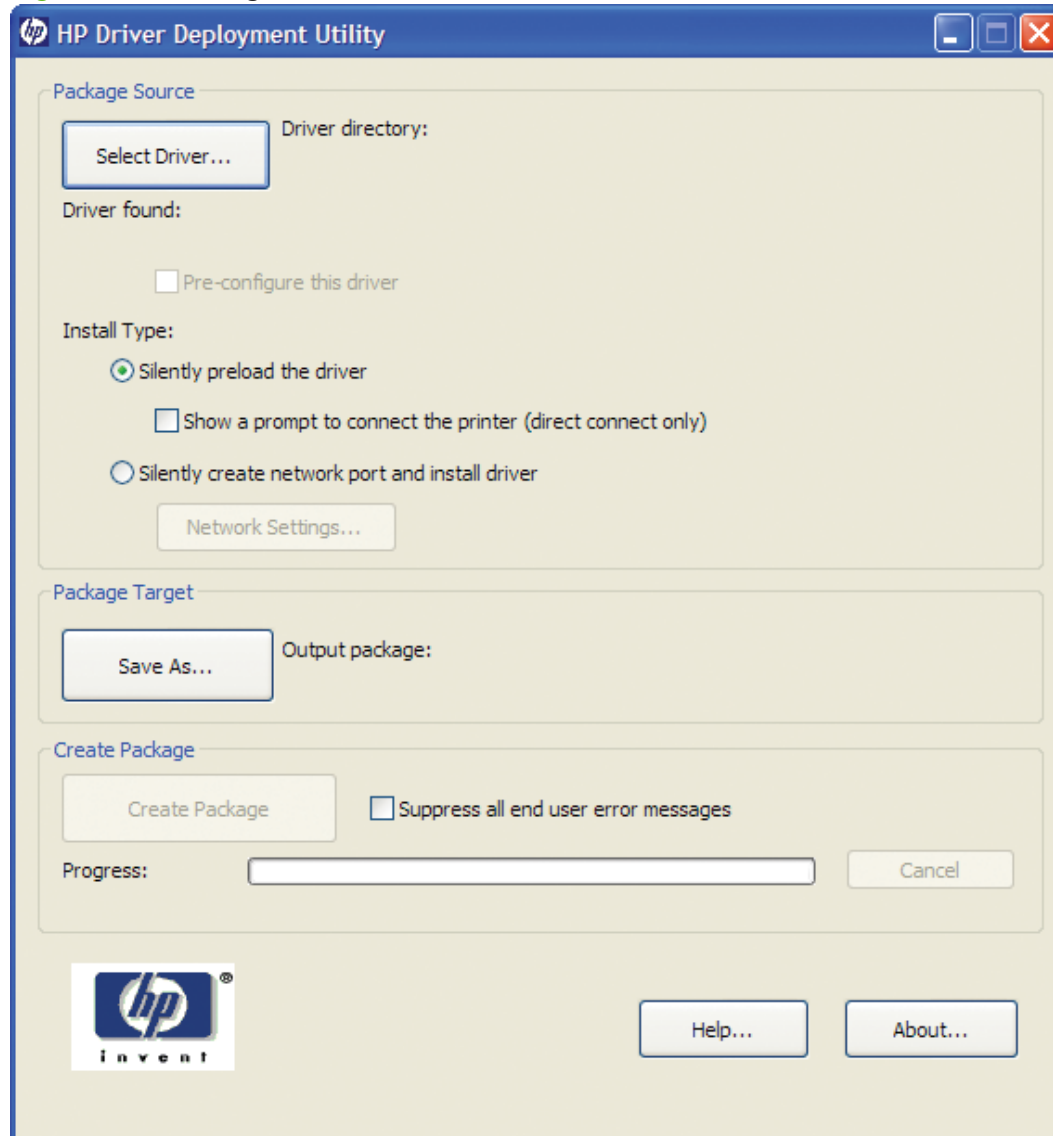 HP Driver Deployment Utility
Package Source
Select Driver...
Driver directory:
Driver found:
Pre-configure this driver
Install Type:
Silently preload the driver
Show a prompt to connect the printer (direct connect only)
Silently create network port and install driver
Network Settings...
Package Target
Save As...
Output package:
Create Package
Create Package
Suppress all end user error messages
Progress:
Cancel
hp®
invent
Help...
About...